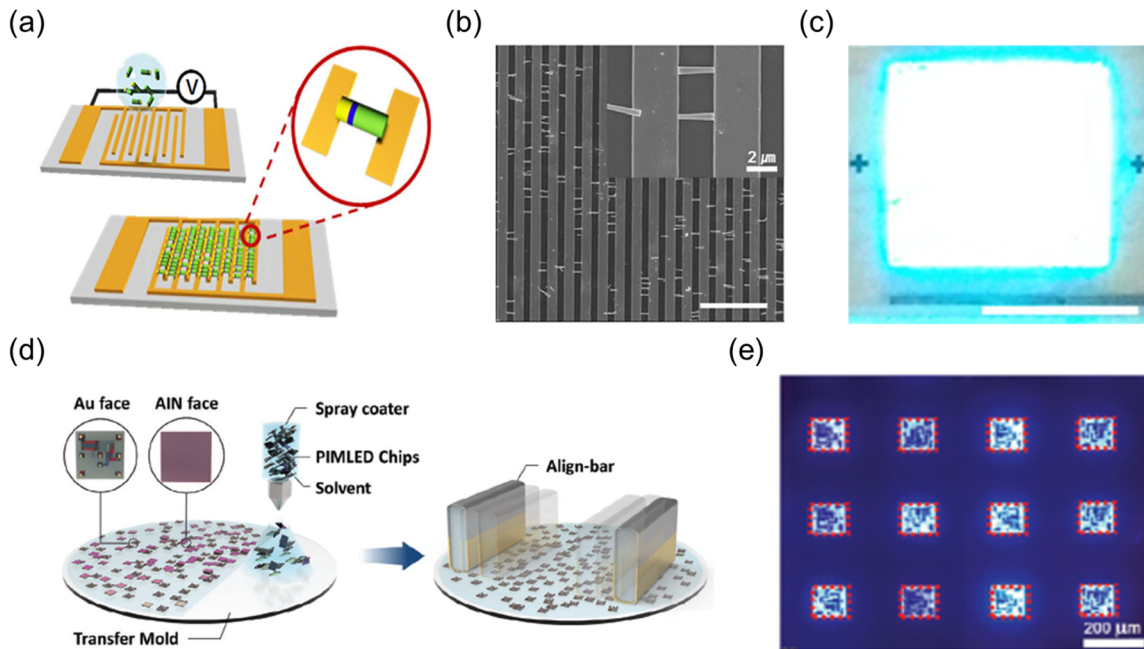 (a)
V
(b)
2 μm
(c)
(d)
Au face
AlN face
Spray coater
PIMLED Chips
Solvent
Transfer Mold
Align-bar
(e)
200 μm